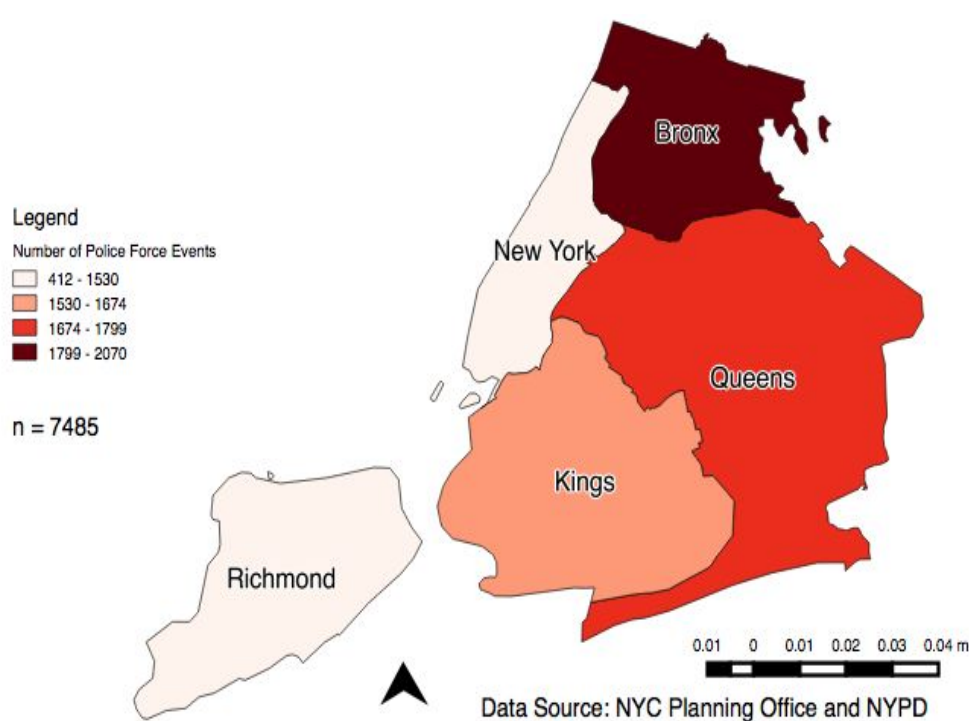 Bronx
Legend
Number of Police Force Events
New York
412 - 1530
1530 - 1674
1674 - 1799
1799 - 2070
Queens
n = 7485
Kings
Richmond
0.01 0 0.01 0.02 0.03 0.04 m
Data Source: NYC Planning Office and NYPD